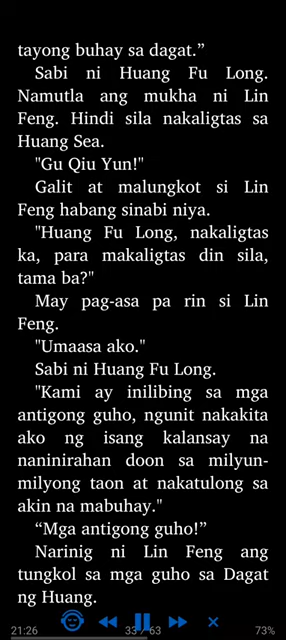 tayong buhay sa dagat.”
Sabi ni Huang Fu Long.
Namutla ang mukha ni Lin
Feng. Hindi sila nakaligtas sa
Huang Sea.
"Gu Qiu Yun!"
Galit at malungkot si Lin
Feng habang sinabi niya.
"Huang Fu Long, nakaligtas
ka, para makaligtas din sila,
tama ba?"
May pag-asa pa rin si Lin
Feng.
"Umaasa ako."
Sabi ni Huang Fu Long.
"Kami ay inilibing sa mga
antigong guho, ngunit nakakita
ako ng isang kalansay na
naninirahan doon sa milyun-
milyong taon at nakatulong sa
akin na mabuhay."
“Mga antigong guho!”
Narinig ni Lin Feng ang
tungkol sa mga guho sa Dagat
ng Huang.
21:26 33 / 63 73%